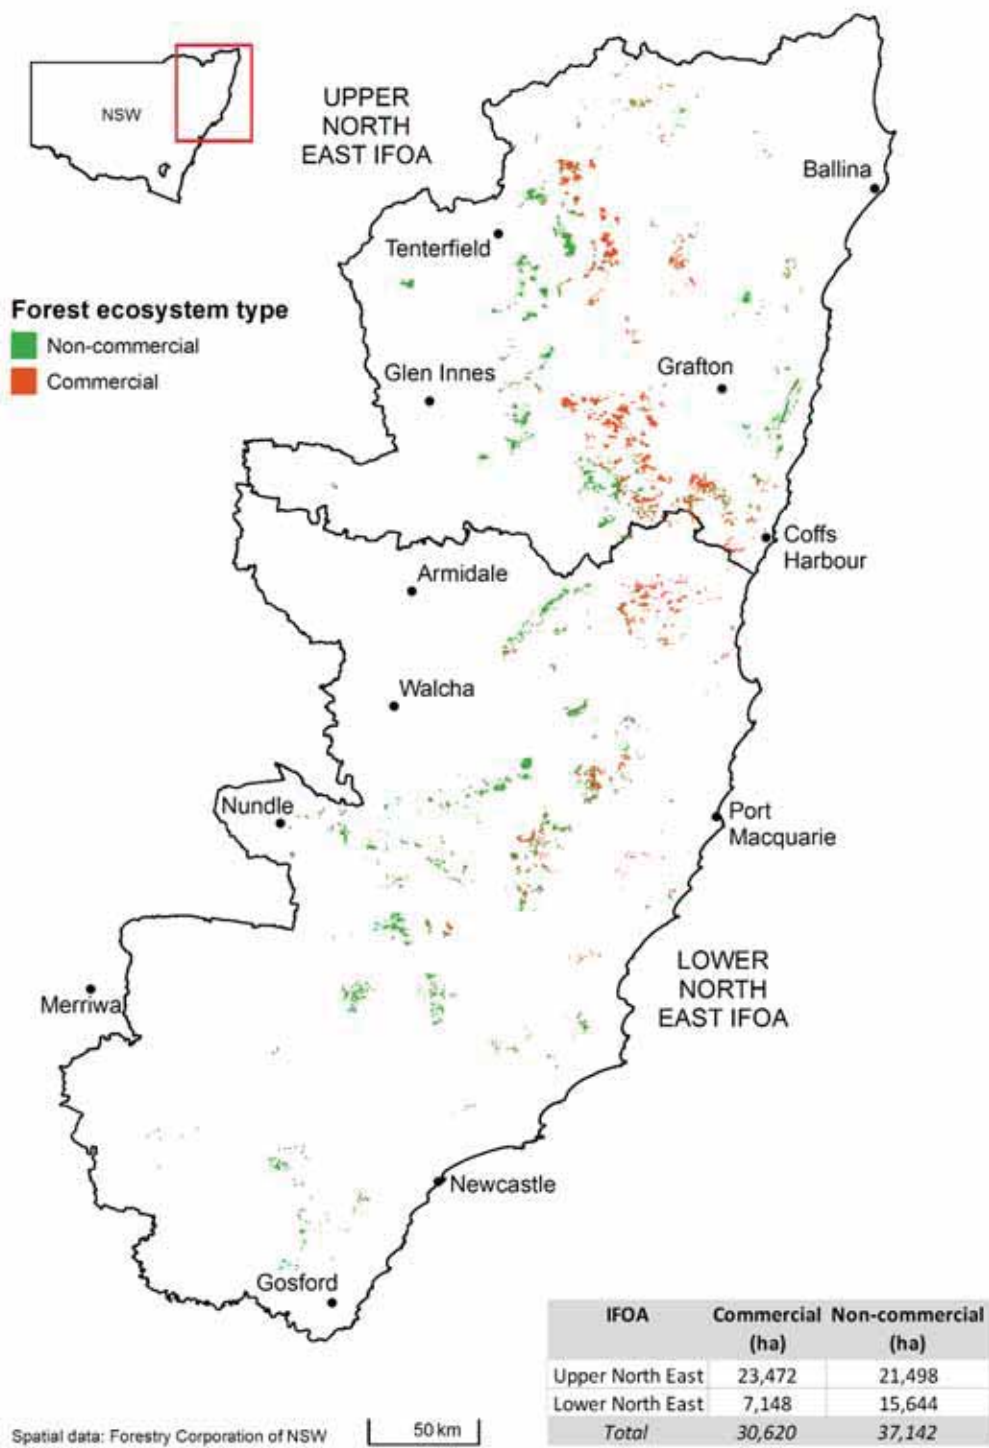 NSW
UPPER
NORTH
EAST IFOA
Ballina
Tenterfield
Forest ecosystem type
Non-commercial
Commercial
Glen Innes
Grafton
Coffs
Harbour
Armidale
Walcha
Nundle
Port
Macquarie
LOWER
NORTH
EAST IFOA
Merriwa
Newcastle
Gosford
IFOA Commercial Non-commercial
(ha) (ha)
Upper North East 23,472 21,498
Lower North East 7,148 15,644
Total 30,620 37,142
Spatial data: Forestry Corporation of NSW
50 km